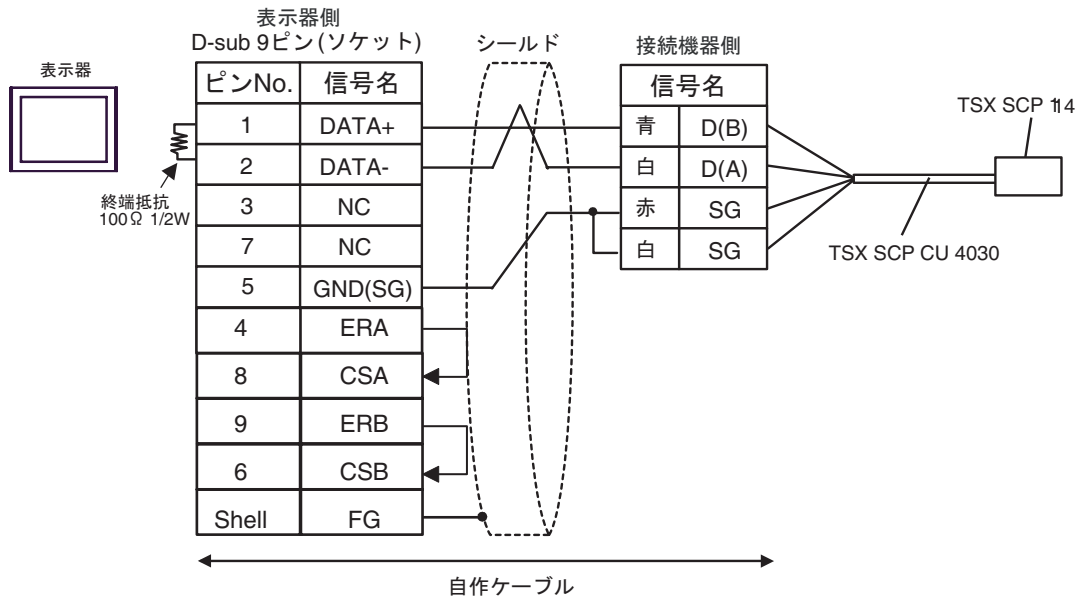 表示器側
D-sub 9ピン(ソケット)
シールド
接続機器側
表示器
ピンNo. 信号名
信号名
TSX SCP 114
1 DATA+
青 D(B)
2 DATA-
白 D(A)
終端抵抗
100Ω 1/2W
3 NC
赤 SG
7 NC
白 SG
TSX SCP CU 4030
5 GND(SG)
4 ERA
8 CSA
9 ERB
6 CSB
Shell FG
自作ケーブル